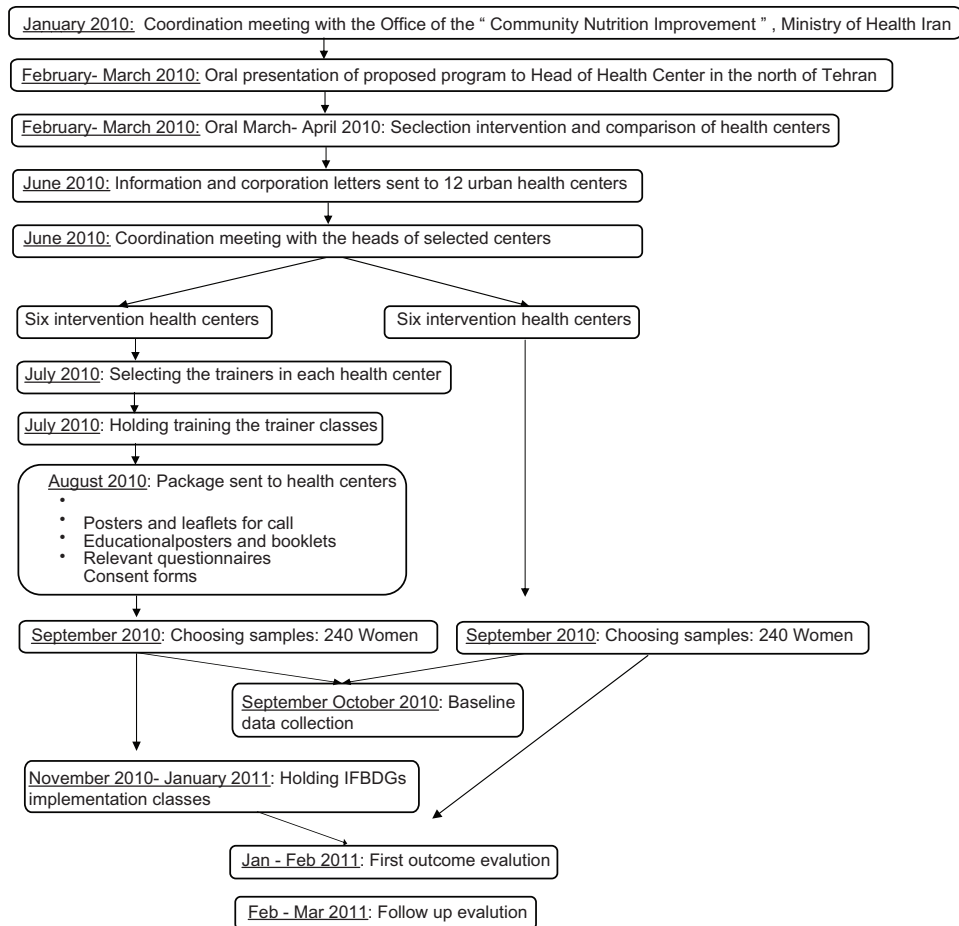 January 2010: Coordination meeting with the Office of the “ Community Nutrition Improvement ” , Ministry of Health Iran
February- March 2010: Oral presentation of proposed program to Head of Health Center in the north of Tehran
February- March 2010: Oral March- April 2010: Seclection intervention and comparison of health centers
June 2010: Information and corporation letters sent to 12 urban health centers
June 2010: Coordination meeting with the heads of selected centers
Six intervention health centers
Six intervention health centers
July 2010: Selecting the trainers in each health center
July 2010: Holding training the trainer classes
August 2010: Package sent to health centers
•
• Posters and leaflets for call
• Educationalposters and booklets
• Relevant questionnaires
Consent forms
September 2010: Choosing samples: 240 Women
September 2010: Choosing samples: 240 Women
September October 2010: Baseline
data collection
November 2010- January 2011: Holding IFBDGs
implementation classes
Jan - Feb 2011: First outcome evalution
Feb - Mar 2011: Follow up evalution